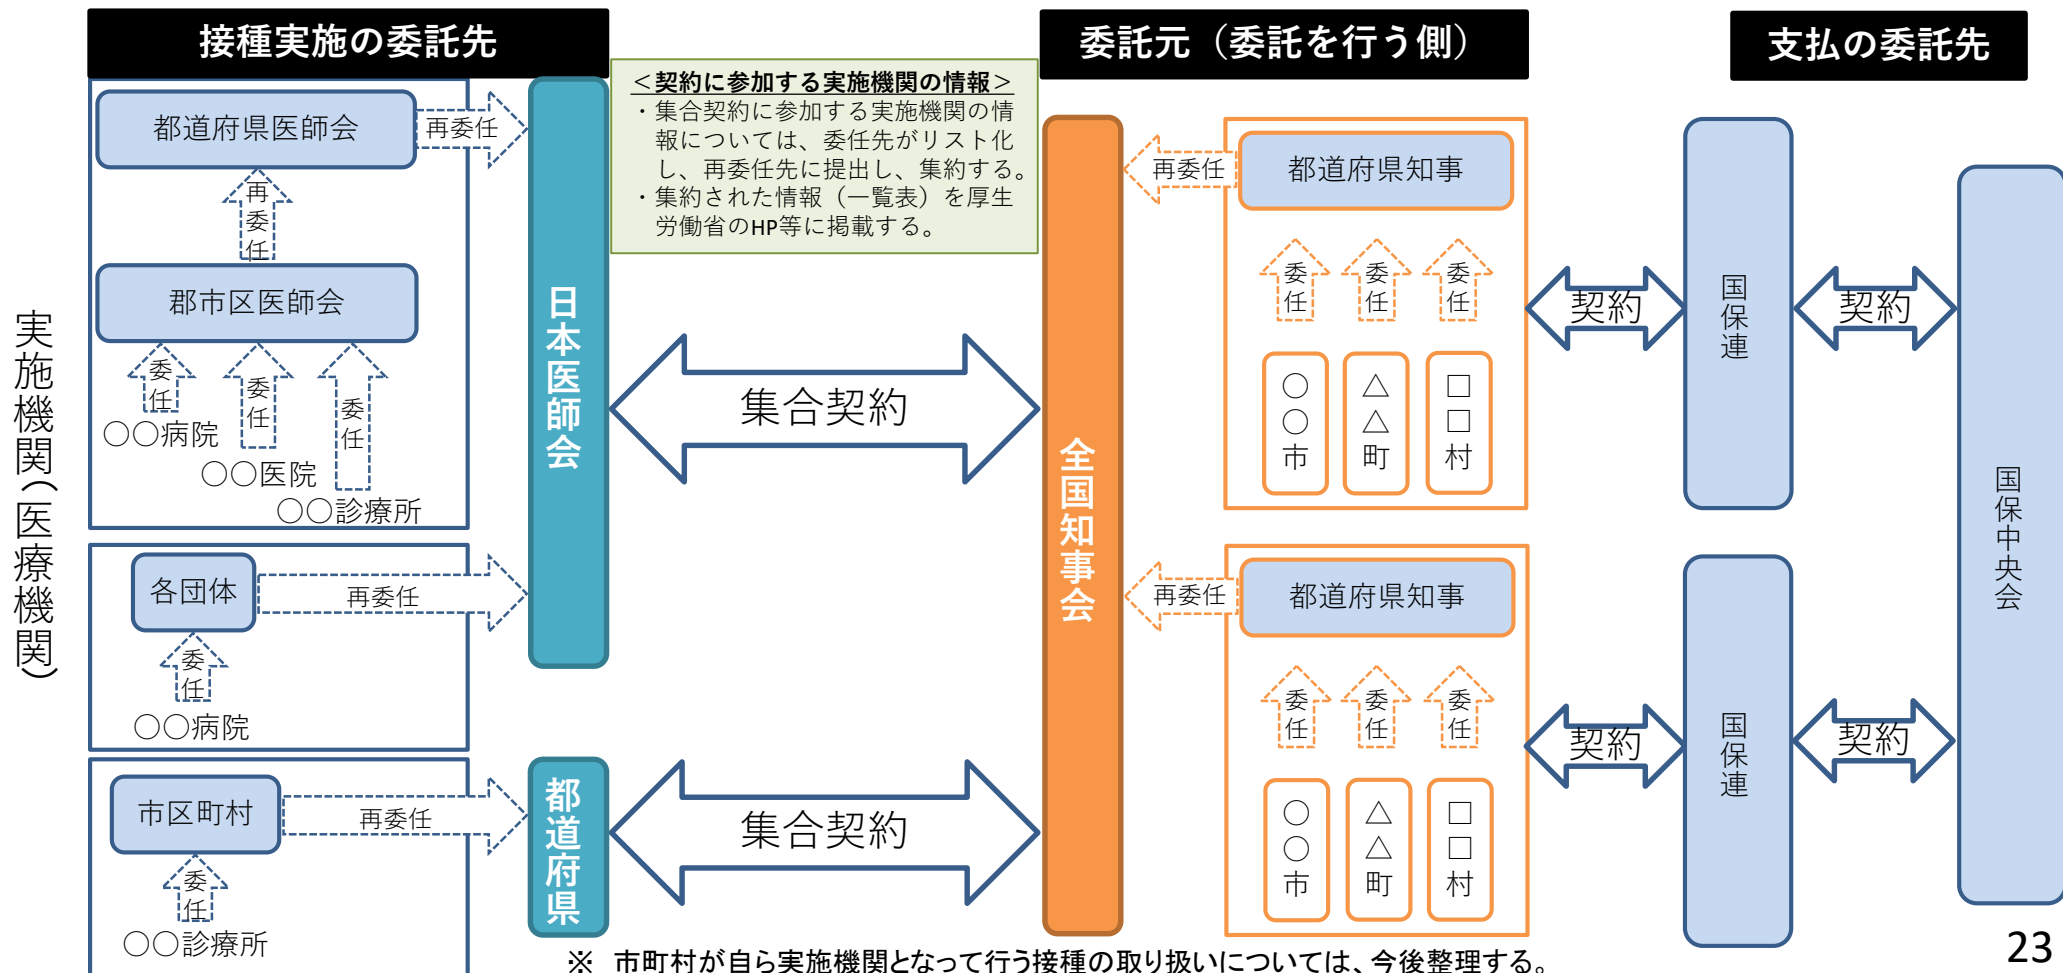 接種実施の委託先
委託元（委託を行う側）
支払の委託先
実施機関（医療機関）
都道府県医師会
再委任
再委任
郡市区医師会
委任
委任
委任
〇〇病院
〇〇医院
〇〇診療所
各団体
再委任
委任
〇〇病院
市区町村
再委任
委任
〇〇診療所
日本医師会
都道府県
＜契約に参加する実施機関の情報＞
・集合契約に参加する実施機関の情
報については、委任先がリスト化
し、再委任先に提出し、集約する。
・集約された情報（一覧表）を厚生
労働省のHP等に掲載する。
集合契約
集合契約
全国知事会
再委任
都道府県知事
委任
委任
委任
〇〇市
△△町
□□村
再委任
都道府県知事
委任
委任
委任
〇〇市
△△町
□□村
契約
国保連
契約
契約
国保連
契約
国保中央会
※　市町村が自ら実施機関となって行う接種の取り扱いについては、今後整理する。
23